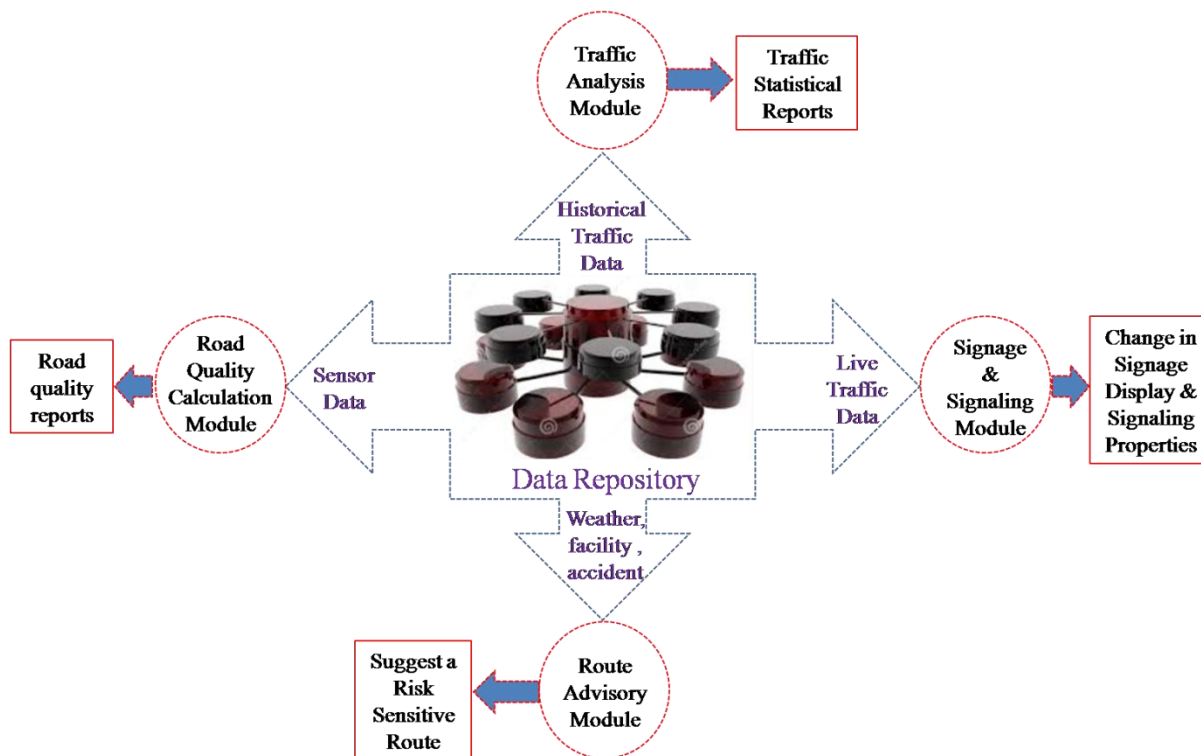 Traffic
Analysis
Module
Traffic
Statistical
Reports
Historical
Traffic
Data
Road
quality
reports
Road
Quality
Calculation
Module
Sensor
Data
Live
Traffic
Data
Signage
&
Signaling
Module
Change in
Signage
Display &
Signaling
Properties
Data Repository
Weather,
facility ,
accident
Suggest a
Risk
Sensitive
Route
Route
Advisory
Module